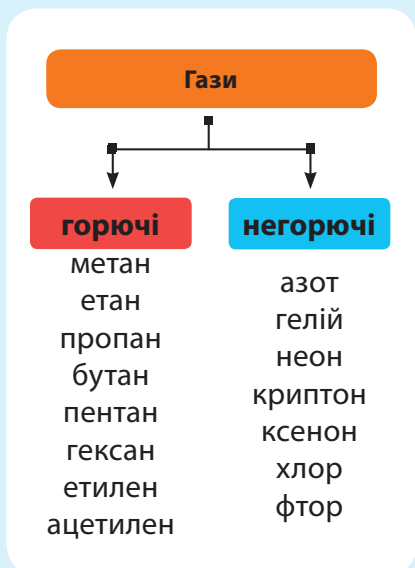 Гази
горючі
метан
етан
пропан
бутан
пентан
гексан
етилен
ацетилен
негорючі
азот
гелій
неон
криптон
ксенон
хлор
фтор